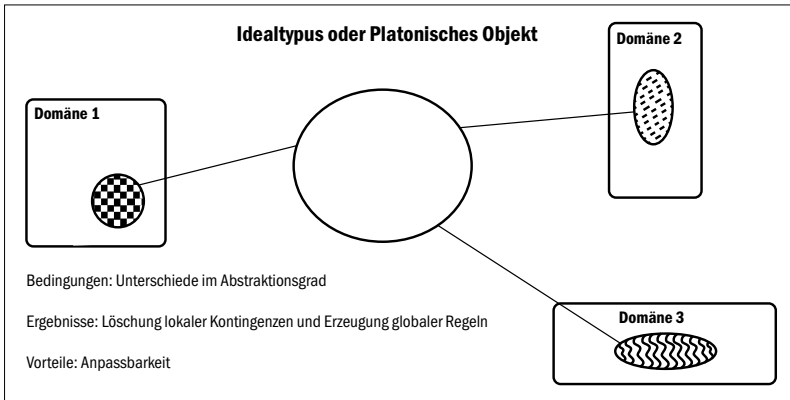 Idealtypus oder Platonisches Objekt
Domäne 1
Domäne 2
Domäne 3
Bedingungen: Unterschiede im Abstraktionsgrad
Ergebnisse: Löschung lokaler Kontingenzen und Erzeugung globaler Regeln
Vorteile: Anpassbarkeit